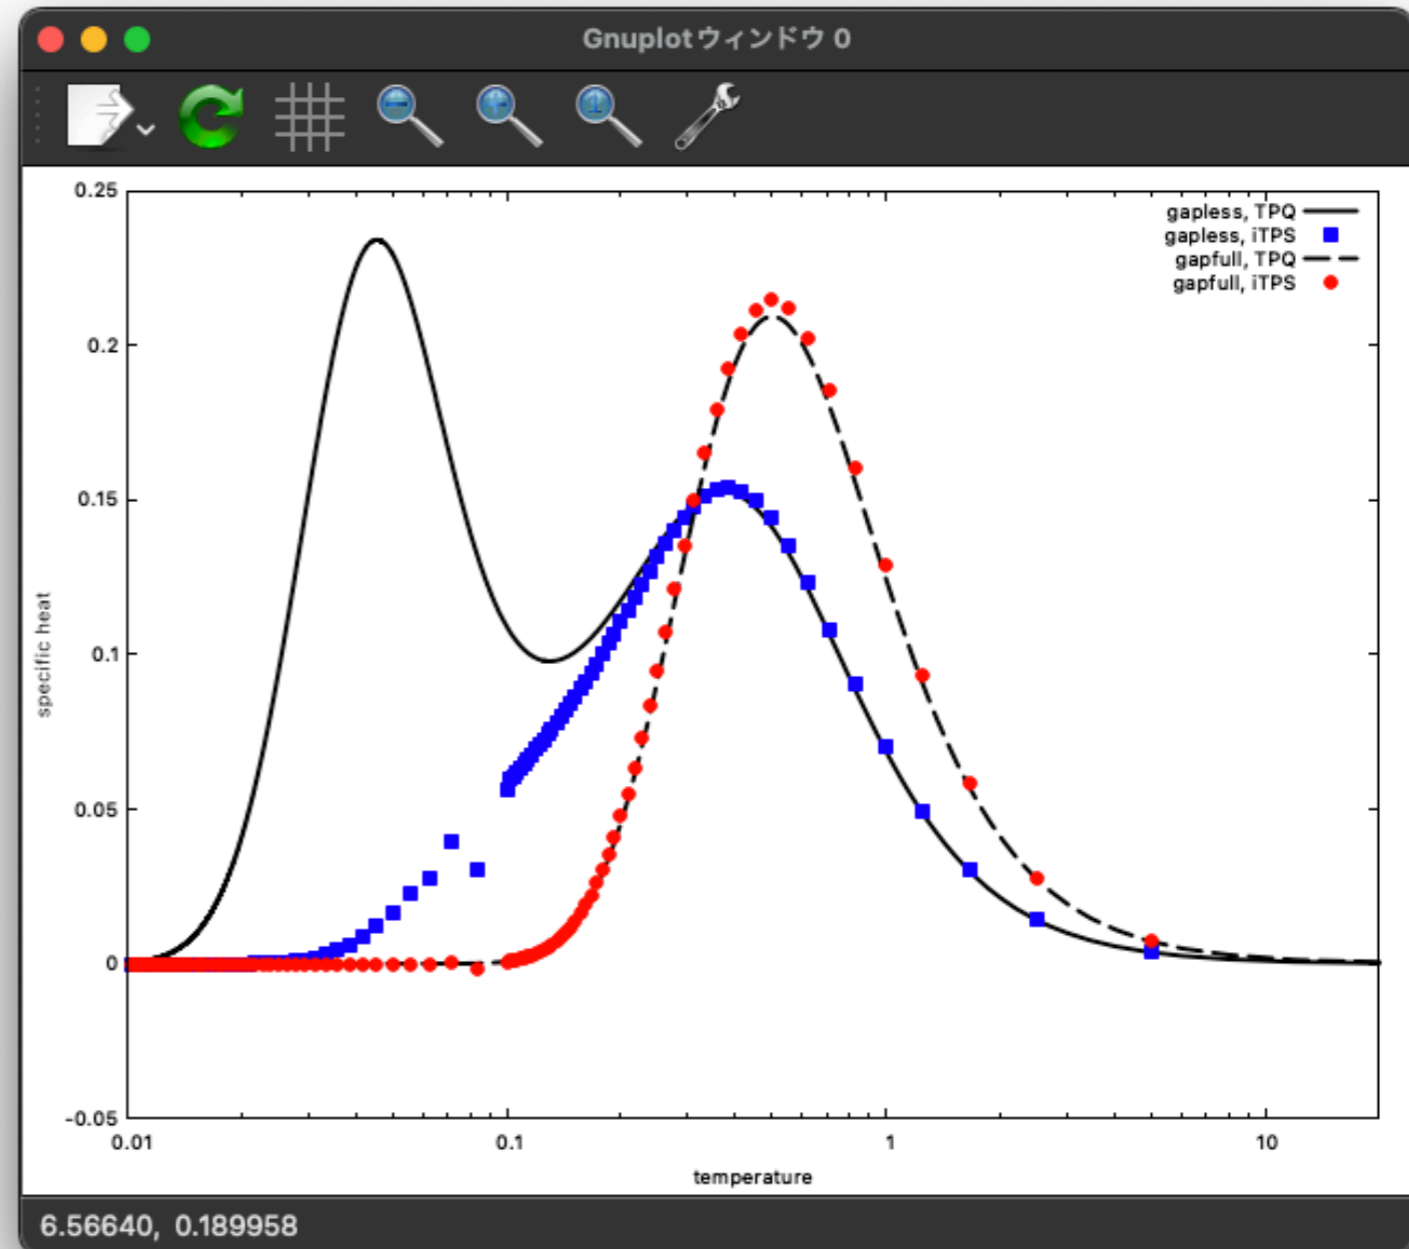 Gnuplotウィンドウ 0
0.25
0.2
0.15
0.1
0.05
0
-0.05
gapless, TPQ
gapless, iTPS
gapfull, TPQ
gapfull, iTPS
specific heat
0.01 0.1 1 10
temperature
6.56640, 0.189958